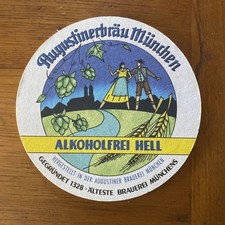 Augustinerbräu München
ALKOHOLFREI HELL
HERGESTELLT IN DER AUGUSTINER BRAUEREI MÜNCHEN
GEGRÜNDET 1328 · ÄLTESTE BRAUEREI MÜNCHENS